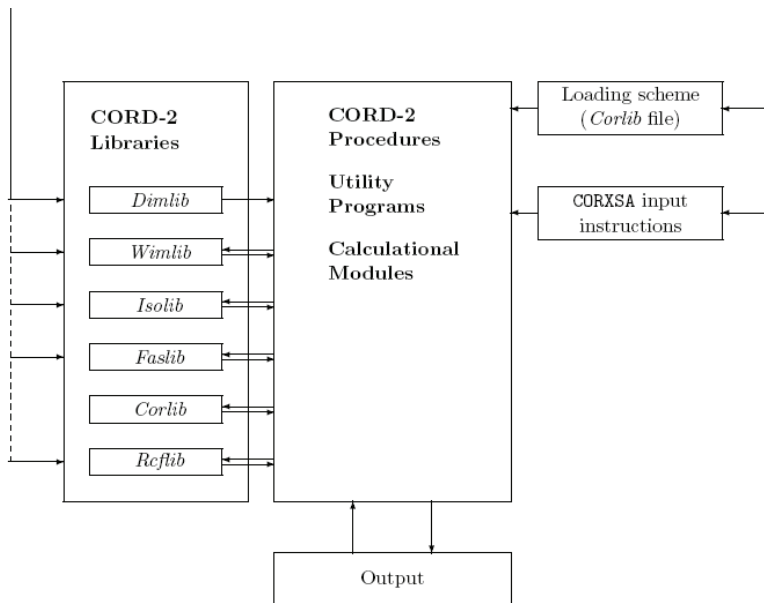 CORD-2
Libraries
Dimlib
Wimlib
Isolib
Faslib
Corlib
Rcflib
CORD-2
Procedures
Utility
Programs
Calculational
Modules
Loading scheme
(Corlib file)
CORXSA input
instructions
Output